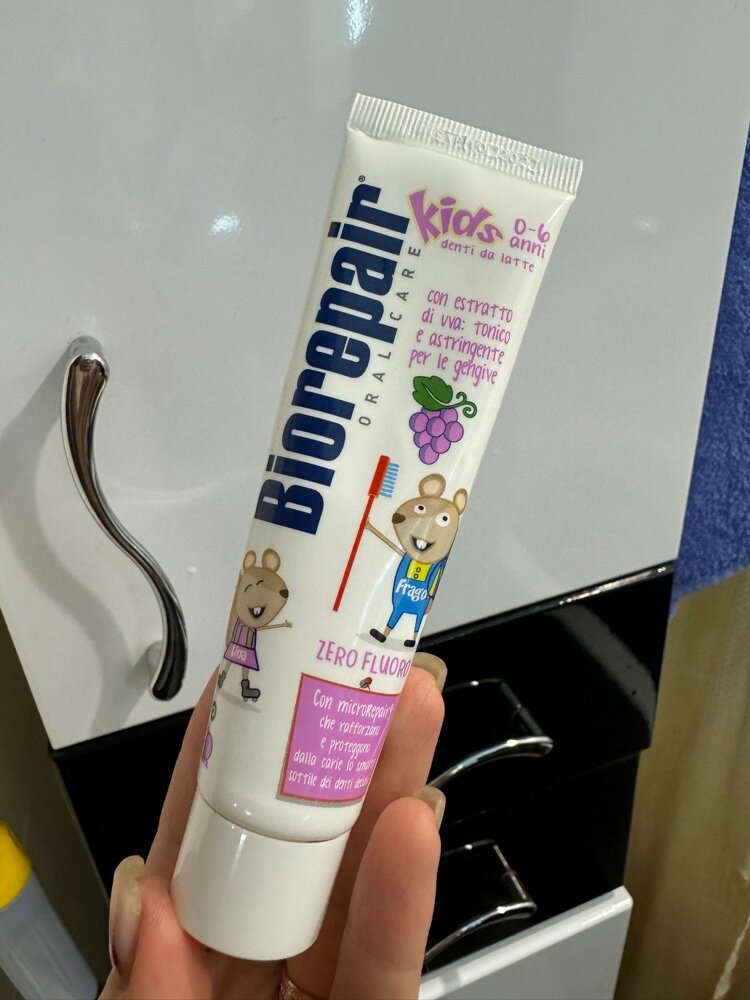 Biorepair®
ORAL CARE
kids
0-6
anni
denti da latte
con estratto
di uva: tonico
e astringente
per le gengive
Frago
ZERO FLUORO
Con microRepair®
che rafforzano
e proteggono
dalla carie lo smalto
sottile dei denti decidui